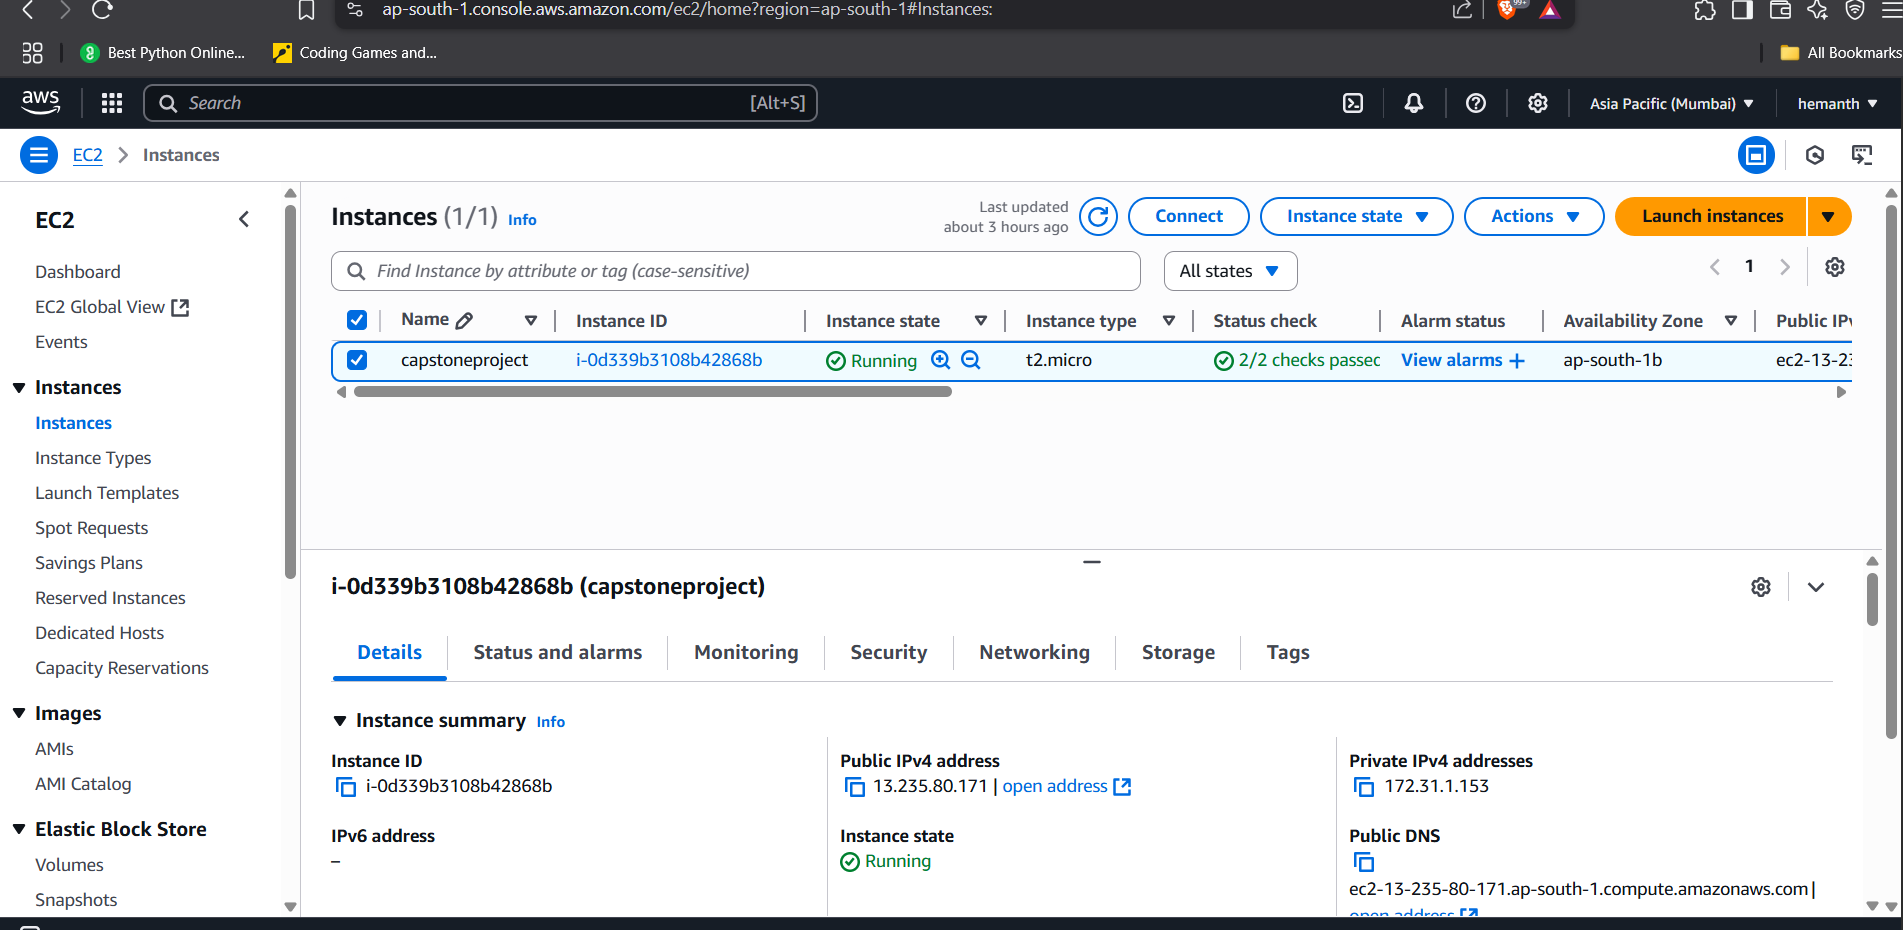 ap-south-1.console.aws.amazon.com/ec2/home?region=ap-south-1#Instances:
99+
Best Python Online...
Coding Games and...
All Bookmarks
aws
Search
[Alt+S]
Asia Pacific (Mumbai)
hemanth
EC2
Instances
EC2
Dashboard
EC2 Global View
Events
Instances
Instances
Instance Types
Launch Templates
Spot Requests
Savings Plans
Reserved Instances
Dedicated Hosts
Capacity Reservations
Images
AMIs
AMI Catalog
Elastic Block Store
Volumes
Snapshots
Instances (1/1) Info
Last updated
about 3 hours ago
Connect
Instance state
Actions
Launch instances
Find Instance by attribute or tag (case-sensitive)
All states
1
Name Instance ID Instance state Instance type Status check Alarm status Availability Zone Public IPv
capstoneproject i-0d339b3108b42868b Running t2.micro 2/2 checks passed View alarms + ap-south-1b ec2-13-23
i-0d339b3108b42868b (capstoneproject)
Details Status and alarms Monitoring Security Networking Storage Tags
Instance summary Info
Instance ID
i-0d339b3108b42868b
Public IPv4 address
13.235.80.171 | open address
Private IPv4 addresses
172.31.1.153
IPv6 address
–
Instance state
Running
Public DNS
ec2-13-235-80-171.ap-south-1.compute.amazonaws.com |
open address